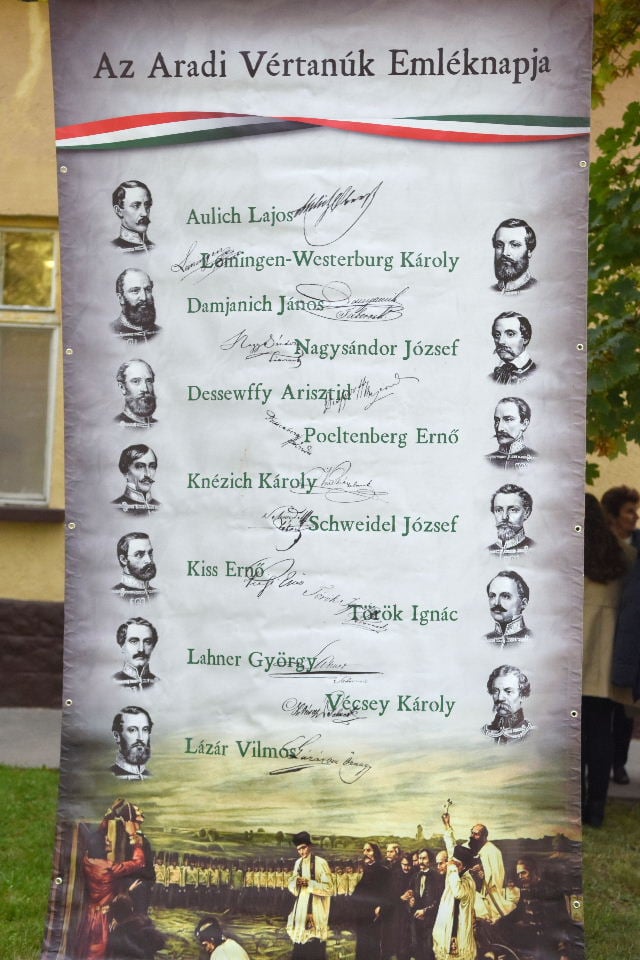 Az Aradi Vértanúk Emléknapja
Aulich Lajos
Leiningen-Westerburg Károly
Damjanich János
Nagysándor József
Dessewffy Arisztid
Poeltenberg Ernő
Knézich Károly
Schweidel József
Kiss Ernő
Török Ignác
Lahner György
Vécsey Károly
Lázár Vilmos